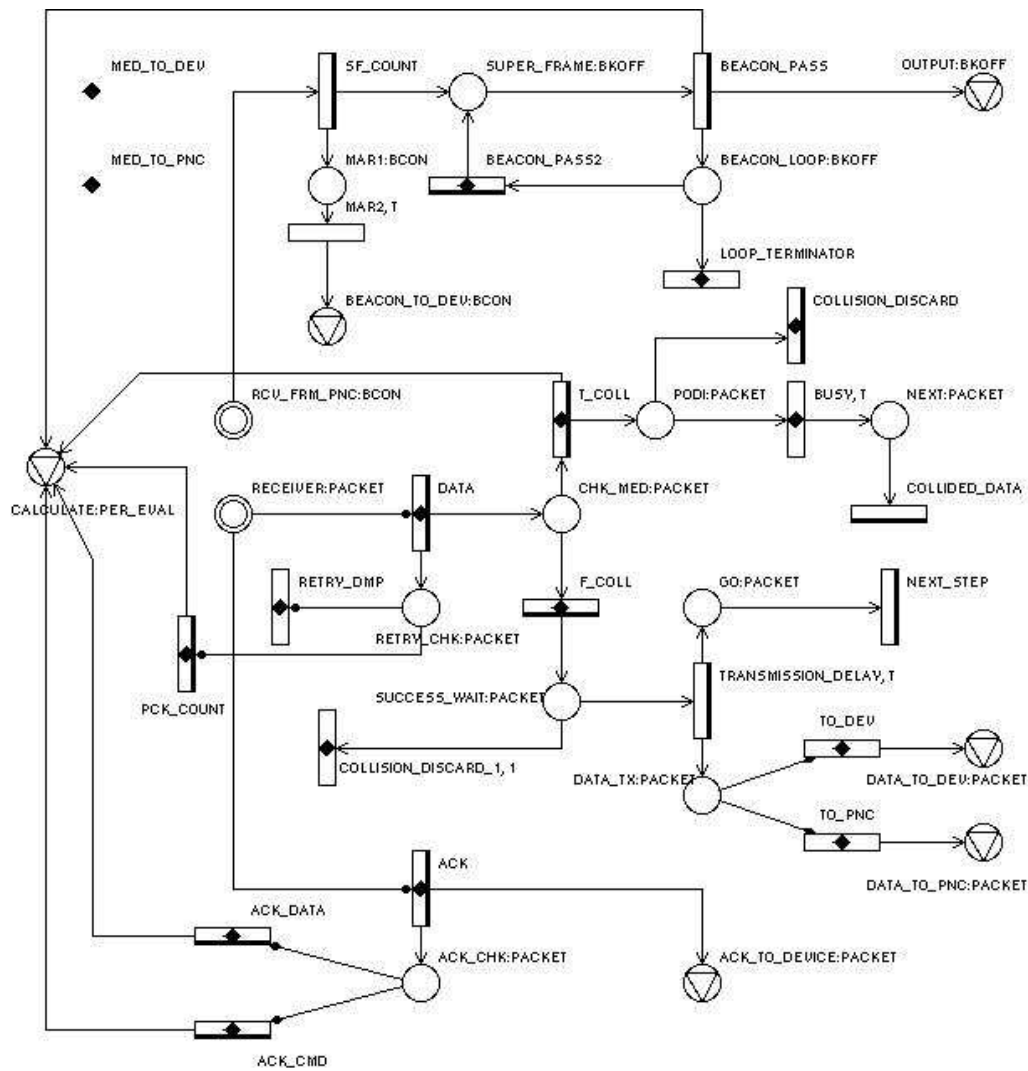 MED_TO_DEV
SF_COUNT
SUPER_FRAME:BKOFF
BEACON_PASS
OUTPUT:BKOFF
MED_TO_PNC
MAR1:BCON
BEACON_PASS2
BEACON_LOOP:BKOFF
MAR2,T
LOOP_TERMINATOR
BEACON_TO_DEV:BCON
COLLISION_DISCARD
RCV_FRM_PNC:BCON
T_COLL
PODI:PACKET
BUSY,T
NEXT:PACKET
RECEIVER:PACKET
DATA
CHK_MED:PACKET
COLLIDED_DATA
CALCULATE:PER_EVAL
RETRY_DMP
F_COLL
GO:PACKET
NEXT_STEP
RETRY_CHK:PACKET
TRANSMISSION_DELAY,T
SUCCESS_WAIT:PACKET
PCK_COUNT
TO_DEV
COLLISION_DISCARD_1,1
DATA_TX:PACKET
DATA_TO_DEV:PACKET
TO_PNC
ACK
DATA_TO_PNC:PACKET
ACK_DATA
ACK_CHK:PACKET
ACK_TO_DEVICE:PACKET
ACK_CMD